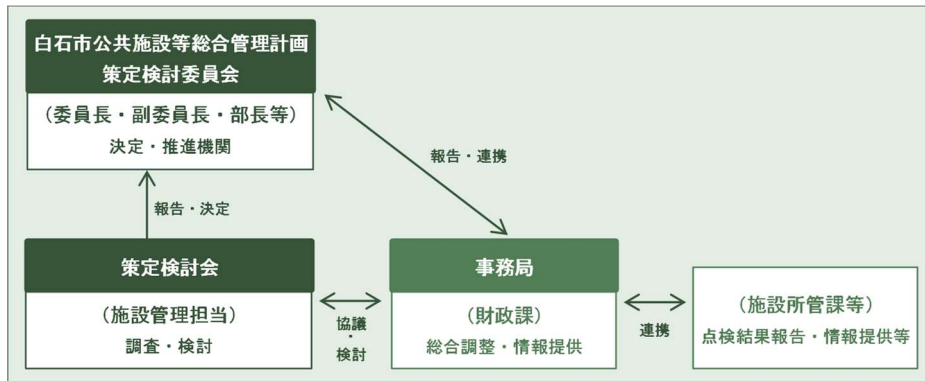 白石市公共施設等総合管理計画
策定検討委員会
（委員長・副委員長・部長等）
決定・推進機関
報告・連携
報告・決定
策定検討会
（施設管理担当）
調査・検討
協議
・
検討
事務局
（財政課）
総合調整・情報提供
連携
（施設所管課等）
点検結果報告・情報提供等